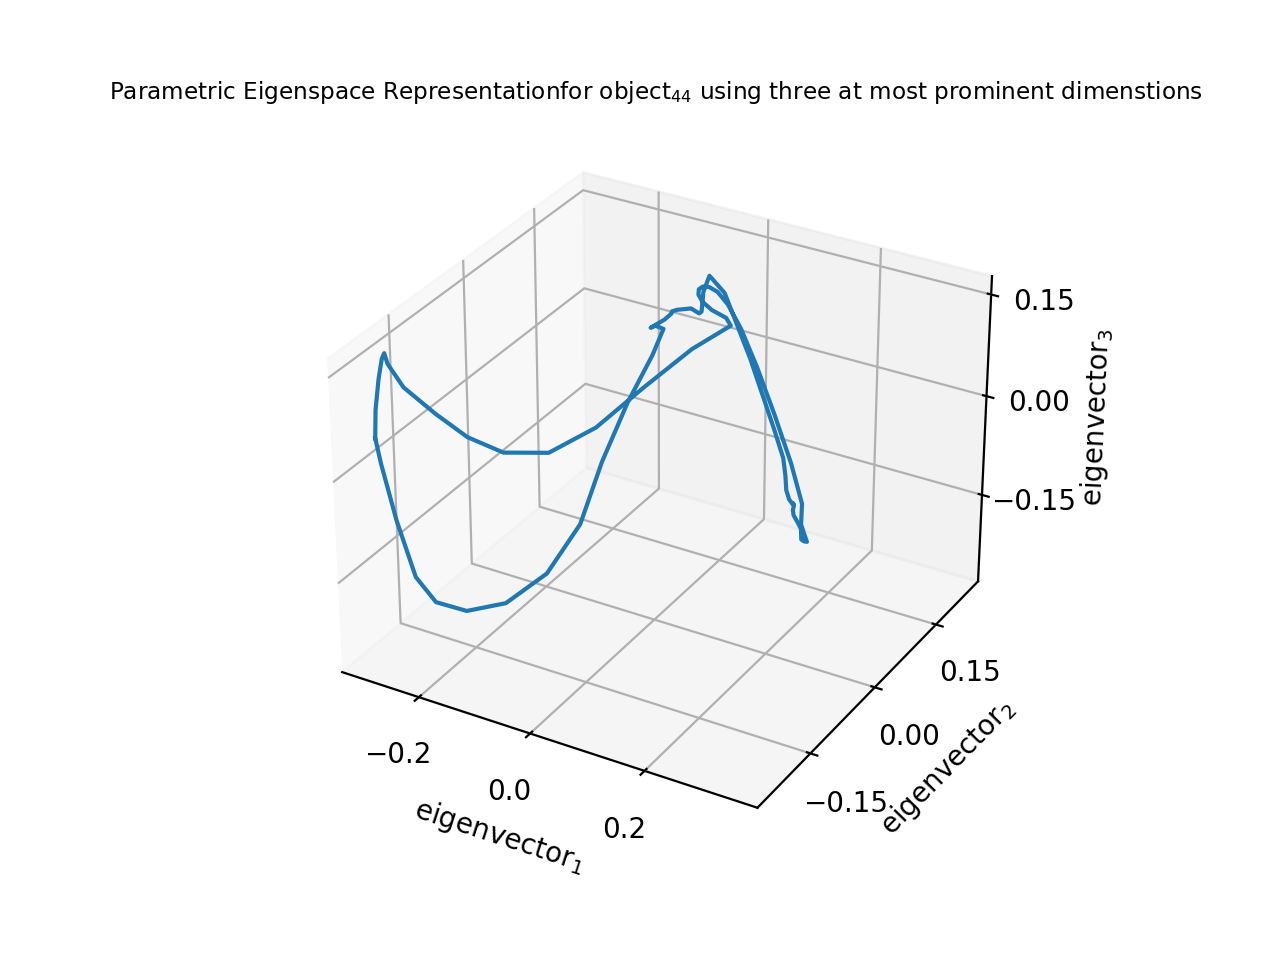 Parametric Eigenspace Representationfor object₄₄ using three at most prominent dimenstions
0.15
0.00
−0.15
eigenvector₃
0.15
0.00
−0.15
eigenvector₂
−0.2
0.0
0.2
eigenvector₁